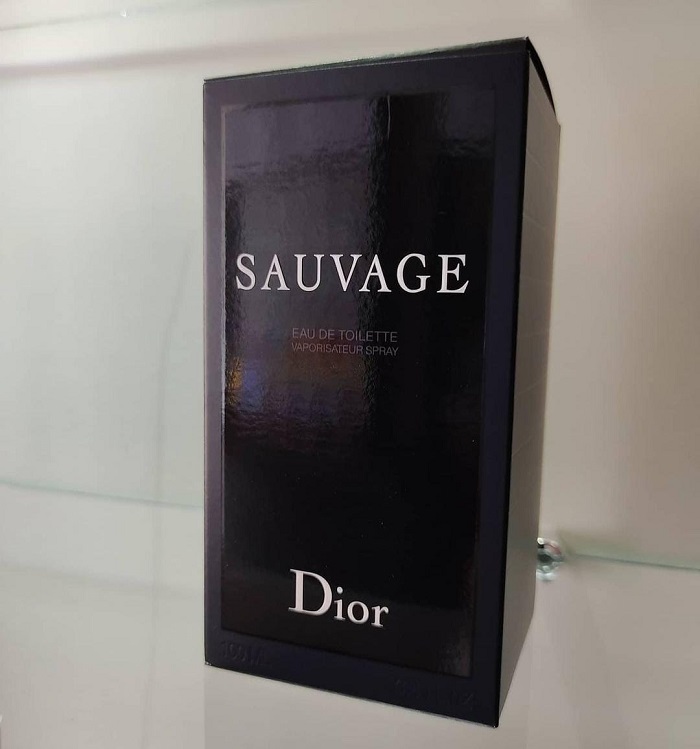 SAUVAGE
EAU DE TOILETTE
VAPORISATEUR SPRAY
Dior